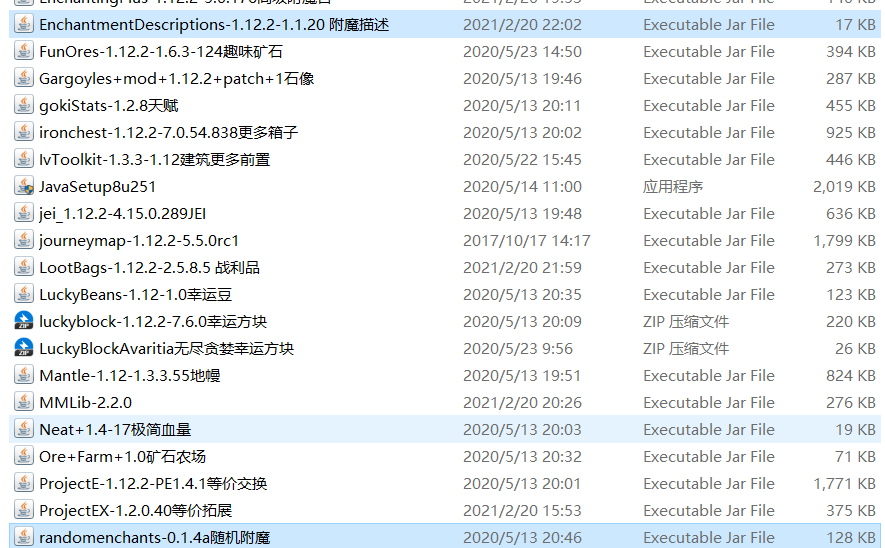 EnchantingPlus-1.12.2-5.0.176高级附魔台 2021/2/20 15:55 Executable Jar File 140 KB
EnchantmentDescriptions-1.12.2-1.1.20 附魔描述 2021/2/20 22:02 Executable Jar File 17 KB
FunOres-1.12.2-1.6.3-124趣味矿石 2020/5/23 14:50 Executable Jar File 394 KB
Gargoyles+mod+1.12.2+patch+1石像 2020/5/13 19:46 Executable Jar File 287 KB
gokiStats-1.2.8天赋 2020/5/13 20:11 Executable Jar File 455 KB
ironchest-1.12.2-7.0.54.838更多箱子 2020/5/13 20:02 Executable Jar File 925 KB
IvToolkit-1.3.3-1.12建筑更多前置 2020/5/22 15:45 Executable Jar File 446 KB
JavaSetup8u251 2020/5/14 11:00 应用程序 2,019 KB
jei_1.12.2-4.15.0.289JEI 2020/5/13 19:48 Executable Jar File 636 KB
journeymap-1.12.2-5.5.0rc1 2017/10/17 14:17 Executable Jar File 1,799 KB
LootBags-1.12.2-2.5.8.5 战利品 2021/2/20 21:59 Executable Jar File 273 KB
LuckyBeans-1.12-1.0幸运豆 2020/5/13 20:35 Executable Jar File 123 KB
luckyblock-1.12.2-7.6.0幸运方块 2020/5/13 20:09 ZIP 压缩文件 220 KB
LuckyBlockAvaritia无尽贪婪幸运方块 2020/5/23 9:56 ZIP 压缩文件 26 KB
Mantle-1.12-1.3.3.55地幔 2020/5/13 19:51 Executable Jar File 824 KB
MMLib-2.2.0 2021/2/20 20:26 Executable Jar File 276 KB
Neat+1.4-17极简血量 2020/5/13 20:03 Executable Jar File 19 KB
Ore+Farm+1.0矿石农场 2020/5/13 20:32 Executable Jar File 71 KB
ProjectE-1.12.2-PE1.4.1等价交换 2020/5/13 20:01 Executable Jar File 1,771 KB
ProjectEX-1.2.0.40等价拓展 2021/2/20 15:53 Executable Jar File 375 KB
randomenchants-0.1.4a随机附魔 2020/5/13 20:46 Executable Jar File 128 KB